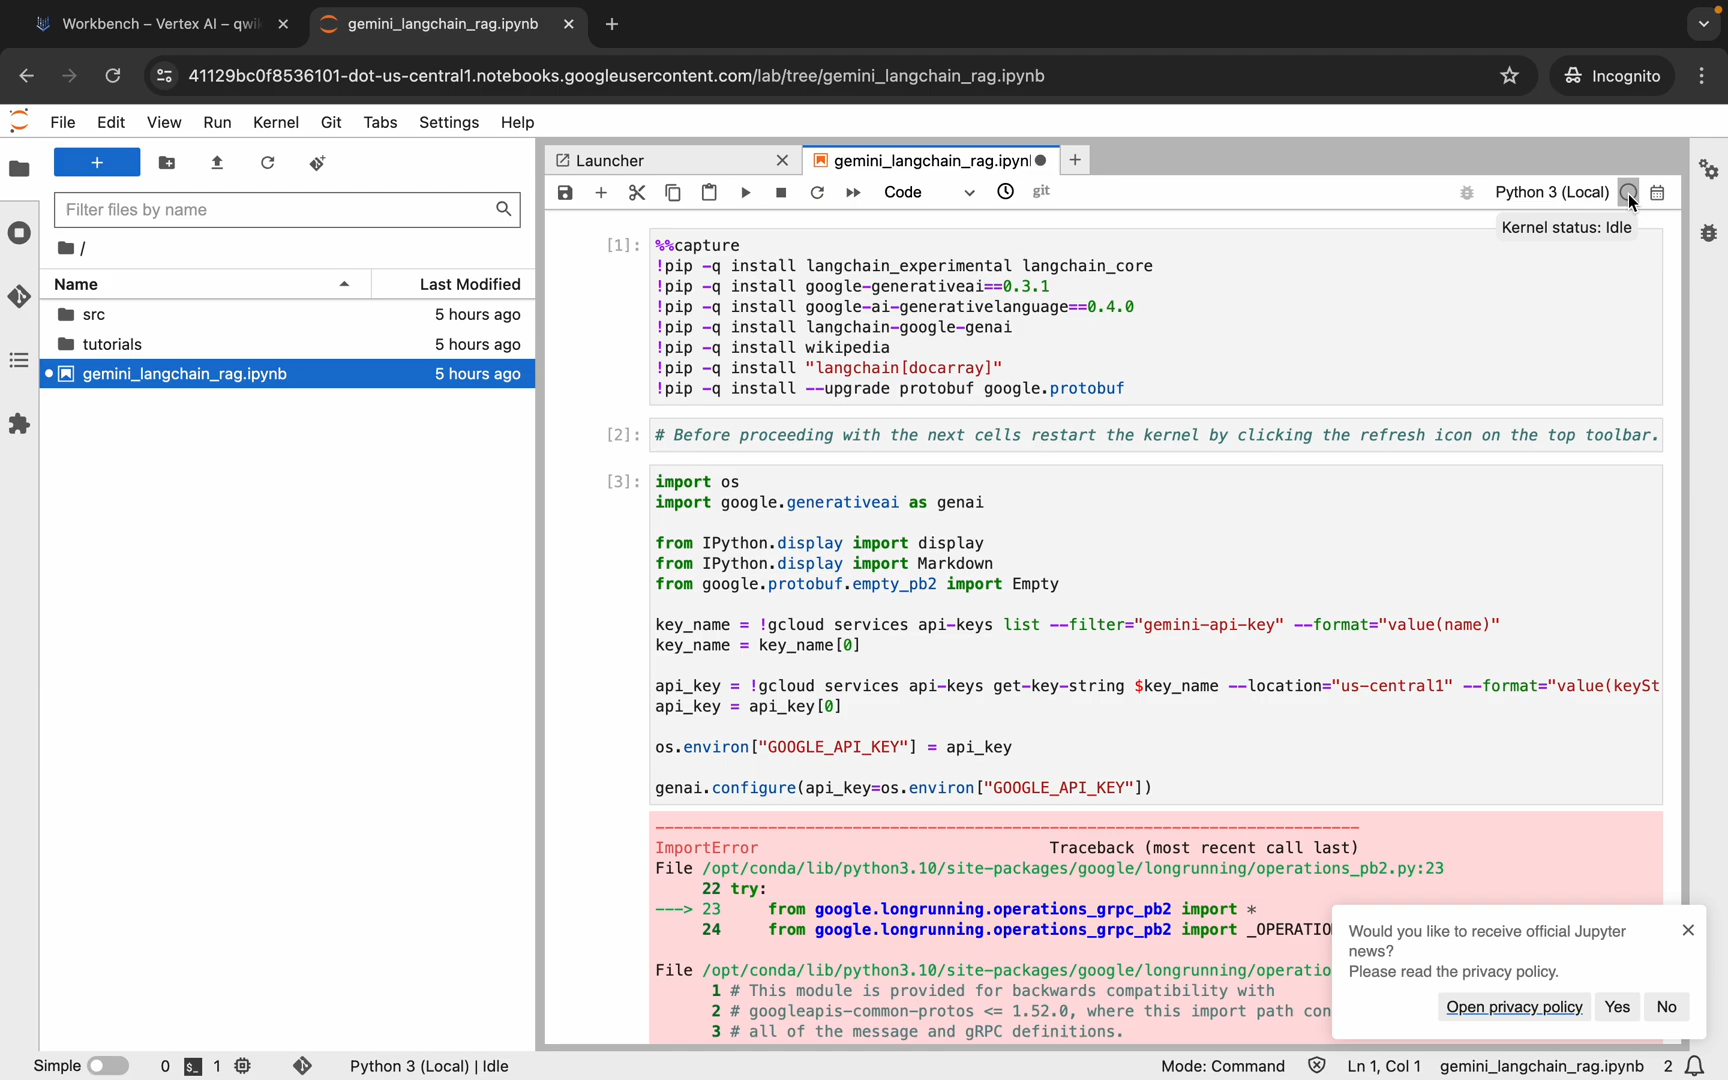 Workbench – Vertex AI – qwi
gemini_langchain_rag.ipynb
41129bc0f8536101-dot-us-central1.notebooks.googleusercontent.com/lab/tree/gemini_langchain_rag.ipynb
Incognito
File Edit View Run Kernel Git Tabs Settings Help
Launcher
gemini_langchain_rag.ipynl
Code
git
Python 3 (Local)
Kernel status: Idle
Filter files by name
/
Name Last Modified
src 5 hours ago
tutorials 5 hours ago
gemini_langchain_rag.ipynb 5 hours ago
[1]: %%capture
!pip -q install langchain_experimental langchain_core
!pip -q install google-generativeai==0.3.1
!pip -q install google-ai-generativelanguage==0.4.0
!pip -q install langchain-google-genai
!pip -q install wikipedia
!pip -q install "langchain[docarray]"
!pip -q install --upgrade protobuf google.protobuf
[2]: # Before proceeding with the next cells restart the kernel by clicking the refresh icon on the top toolbar.
[3]: import os
import google.generativeai as genai
from IPython.display import display
from IPython.display import Markdown
from google.protobuf.empty_pb2 import Empty
key_name = !gcloud services api-keys list --filter="gemini-api-key" --format="value(name)"
key_name = key_name[0]
api_key = !gcloud services api-keys get-key-string $key_name --location="us-central1" --format="value(keySt
api_key = api_key[0]
os.environ["GOOGLE_API_KEY"] = api_key
genai.configure(api_key=os.environ["GOOGLE_API_KEY"])
ImportError Traceback (most recent call last)
File /opt/conda/lib/python3.10/site-packages/google/longrunning/operations_pb2.py:23
22 try:
---> 23 from google.longrunning.operations_grpc_pb2 import *
24 from google.longrunning.operations_grpc_pb2 import _OPERATIO
File /opt/conda/lib/python3.10/site-packages/google/longrunning/operatio
1 # This module is provided for backwards compatibility with
2 # googleapis-common-protos <= 1.52.0, where this import path con
3 # all of the message and gRPC definitions.
Would you like to receive official Jupyter
news?
Please read the privacy policy.
Open privacy policy Yes No
Simple 0 1 Python 3 (Local) | Idle
Mode: Command Ln 1, Col 1 gemini_langchain_rag.ipynb 2